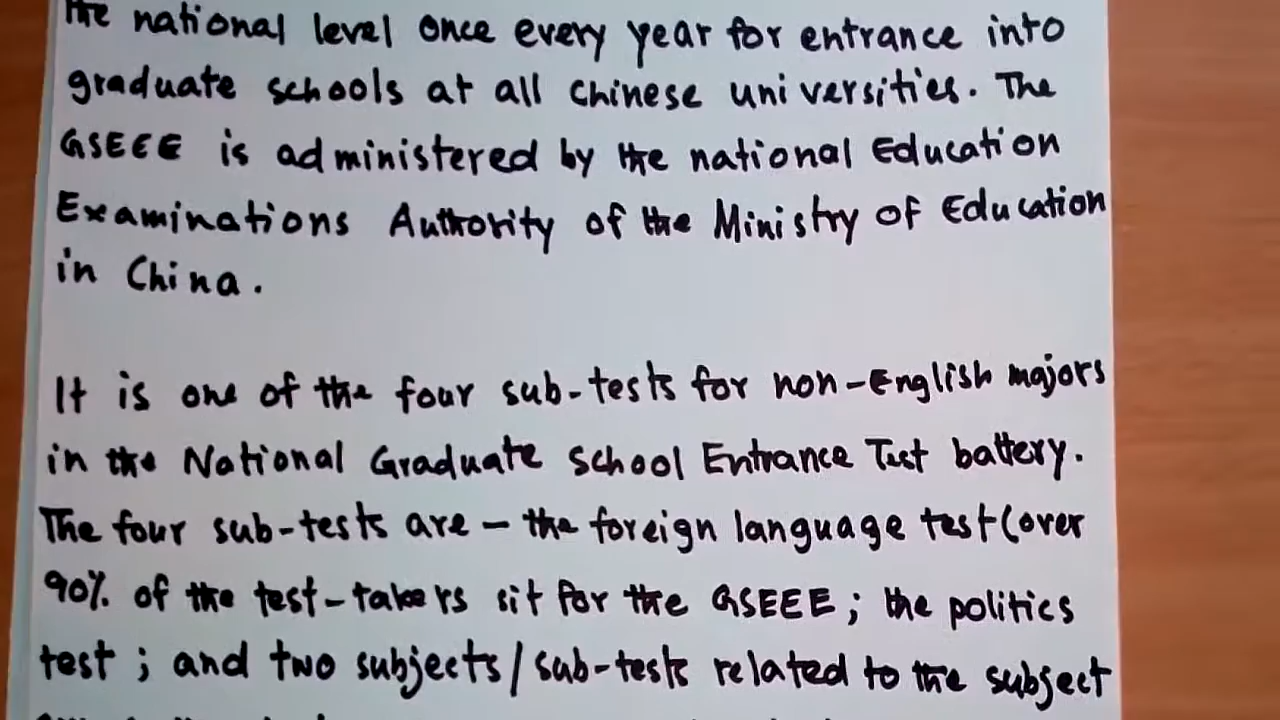 the national level once every year for entrance into
graduate schools at all Chinese universities. The
GSEEE is administered by the national Education
Examinations Authority of the Ministry of Education
in China.
It is one of the four sub-tests for non-English majors
in the National Graduate School Entrance Test battery.
The four sub-tests are - the foreign language test (over
90% of the test-takers sit for the GSEEE; the politics
test; and two subjects/sub-tests related to the subject